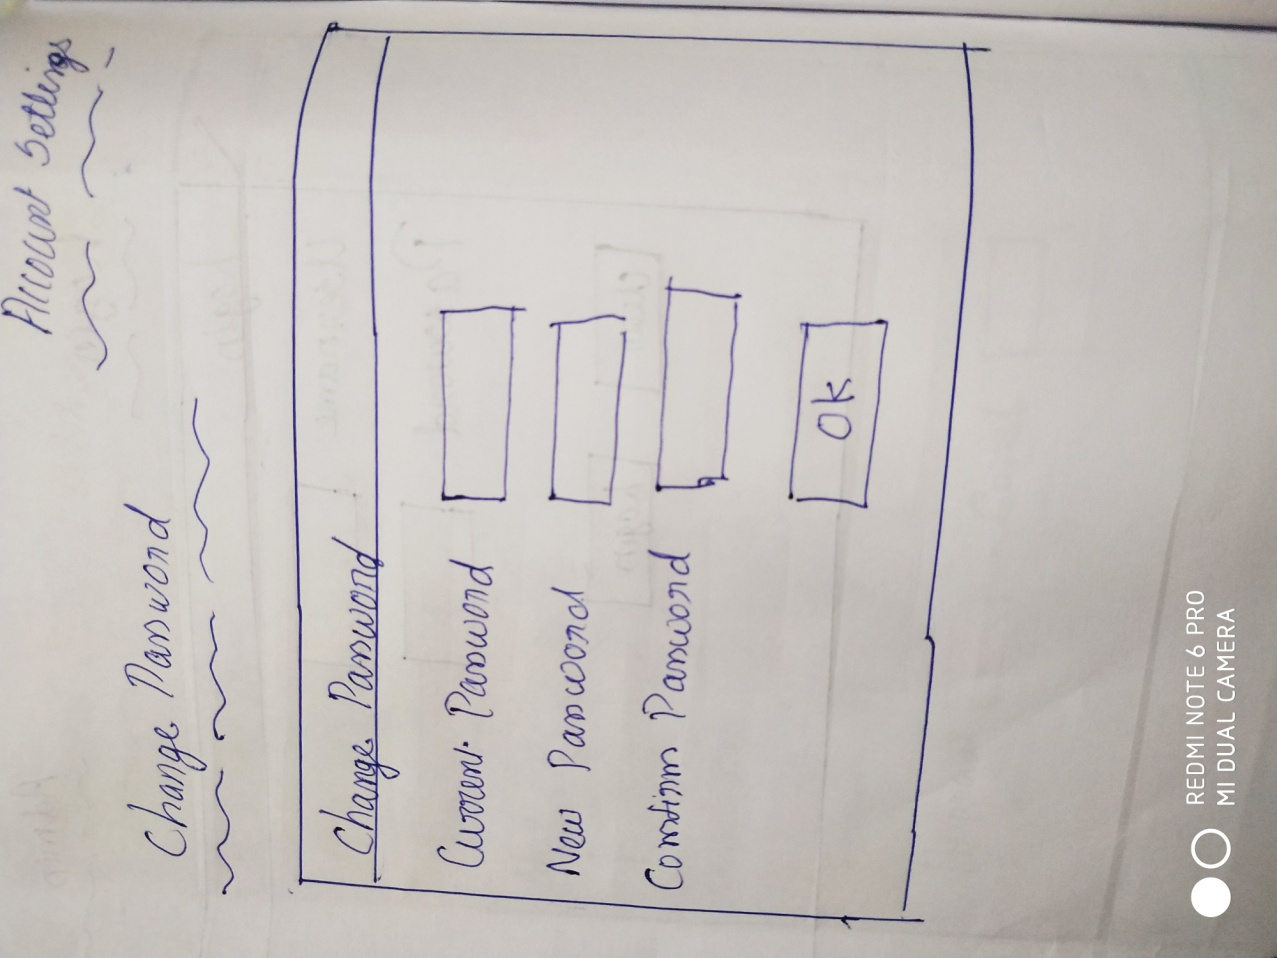 Account Settings
Change Password
Change Password
Current Password
New Password
Confirm Password
OK
REDMI NOTE 6 PRO
MI DUAL CAMERA